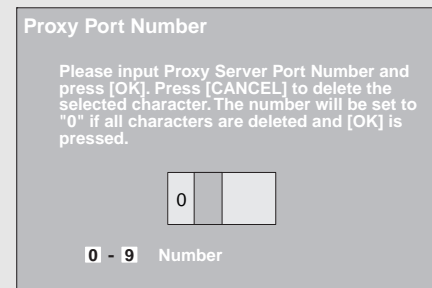 Proxy Port Number
Please input Proxy Server Port Number and
press [OK]. Press [CANCEL] to delete the
selected character. The number will be set to
"0" if all characters are deleted and [OK] is
pressed.
0
0 - 9 Number